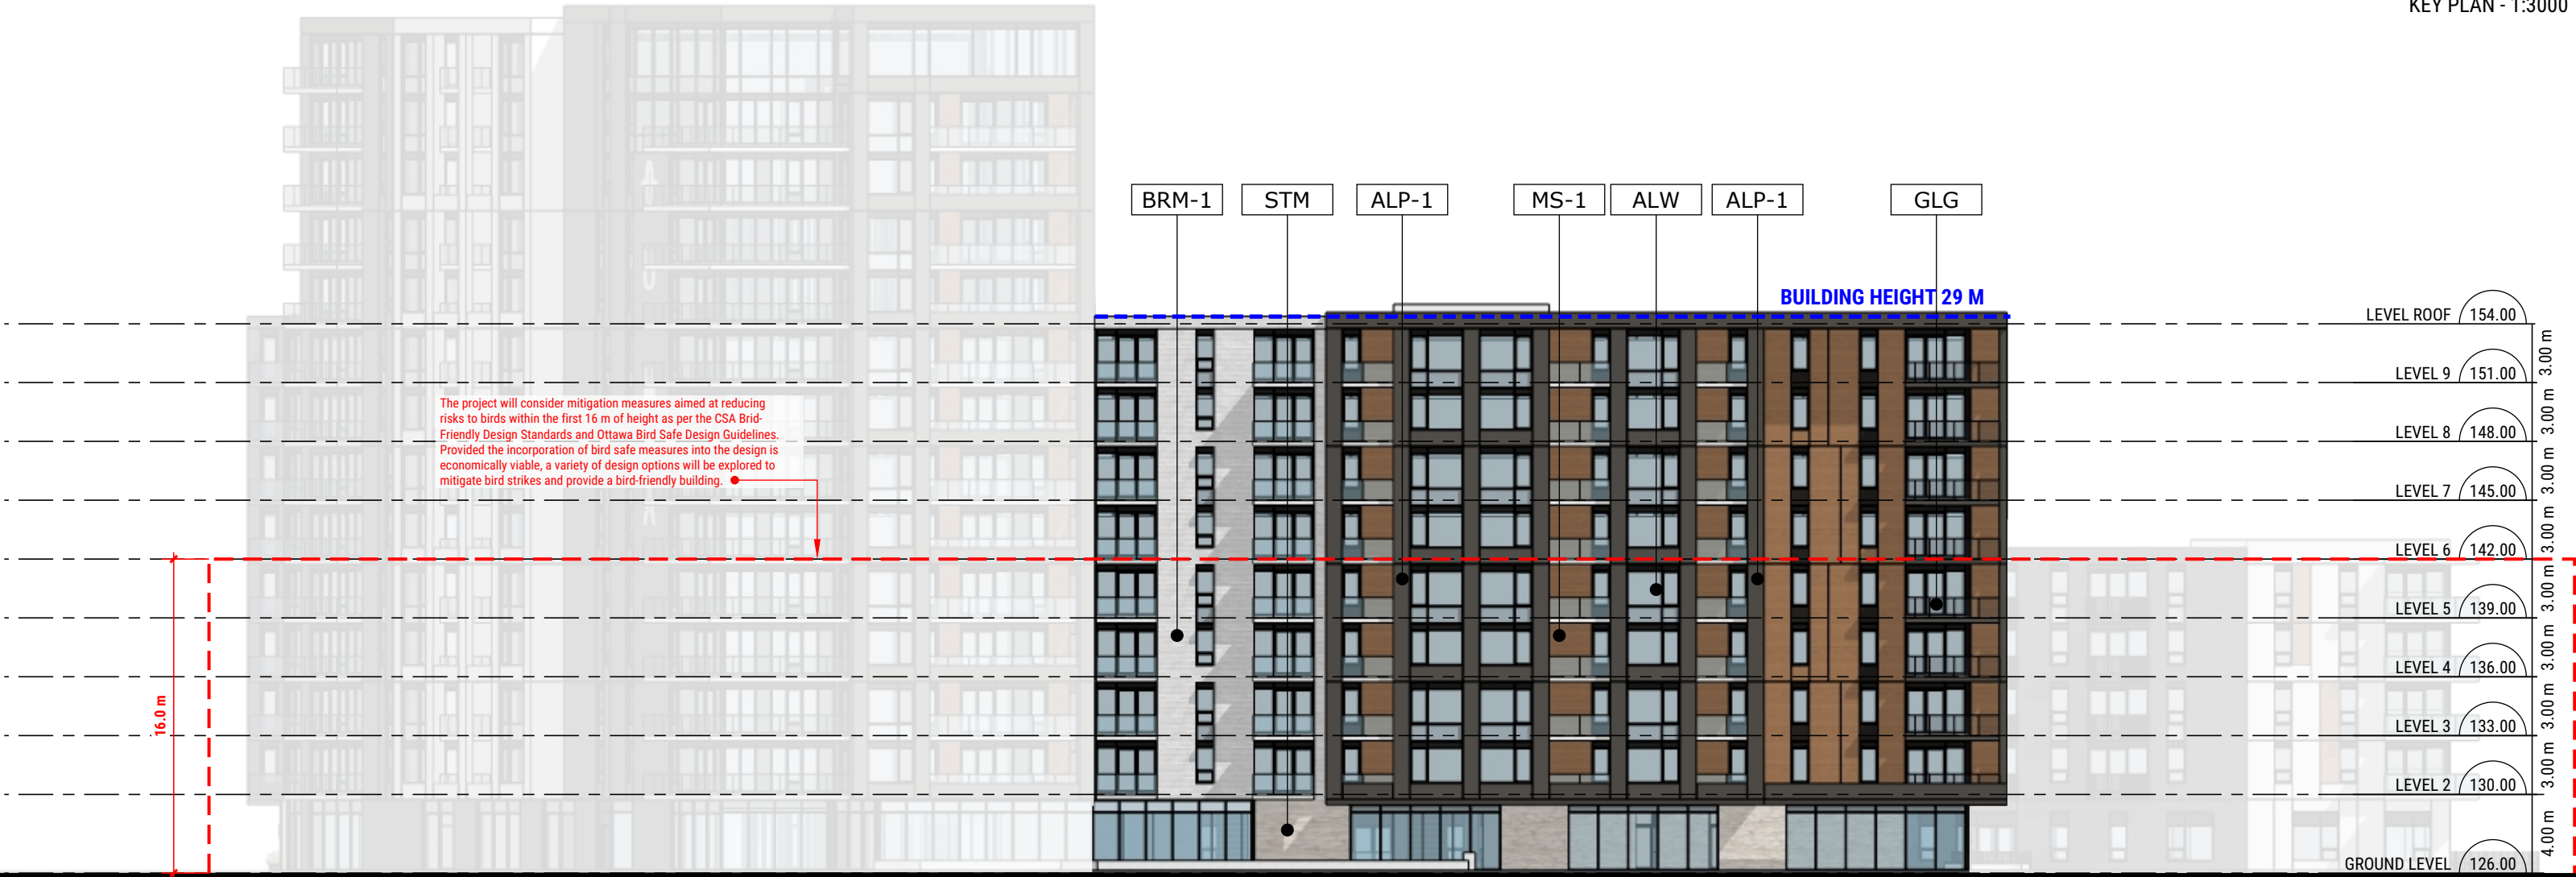 KEY PLAN - 1:3000
BRM-1
STM
ALP-1
MS-1
ALW
ALP-1
GLG
BUILDING HEIGHT 29 M
LEVEL ROOF 154.00
3.00 m
LEVEL 9 151.00
3.00 m
LEVEL 8 148.00
3.00 m
LEVEL 7 145.00
3.00 m
LEVEL 6 142.00
3.00 m
LEVEL 5 139.00
3.00 m
LEVEL 4 136.00
3.00 m
LEVEL 3 133.00
3.00 m
LEVEL 2 130.00
4.00 m
GROUND LEVEL 126.00
The project will consider mitigation measures aimed at reducing
risks to birds within the first 16 m of height as per the CSA Brid-
Friendly Design Standards and Ottawa Bird Safe Design Guidelines.
Provided the incorporation of bird safe measures into the design is
economically viable, a variety of design options will be explored to
mitigate bird strikes and provide a bird-friendly building.
16.0 m